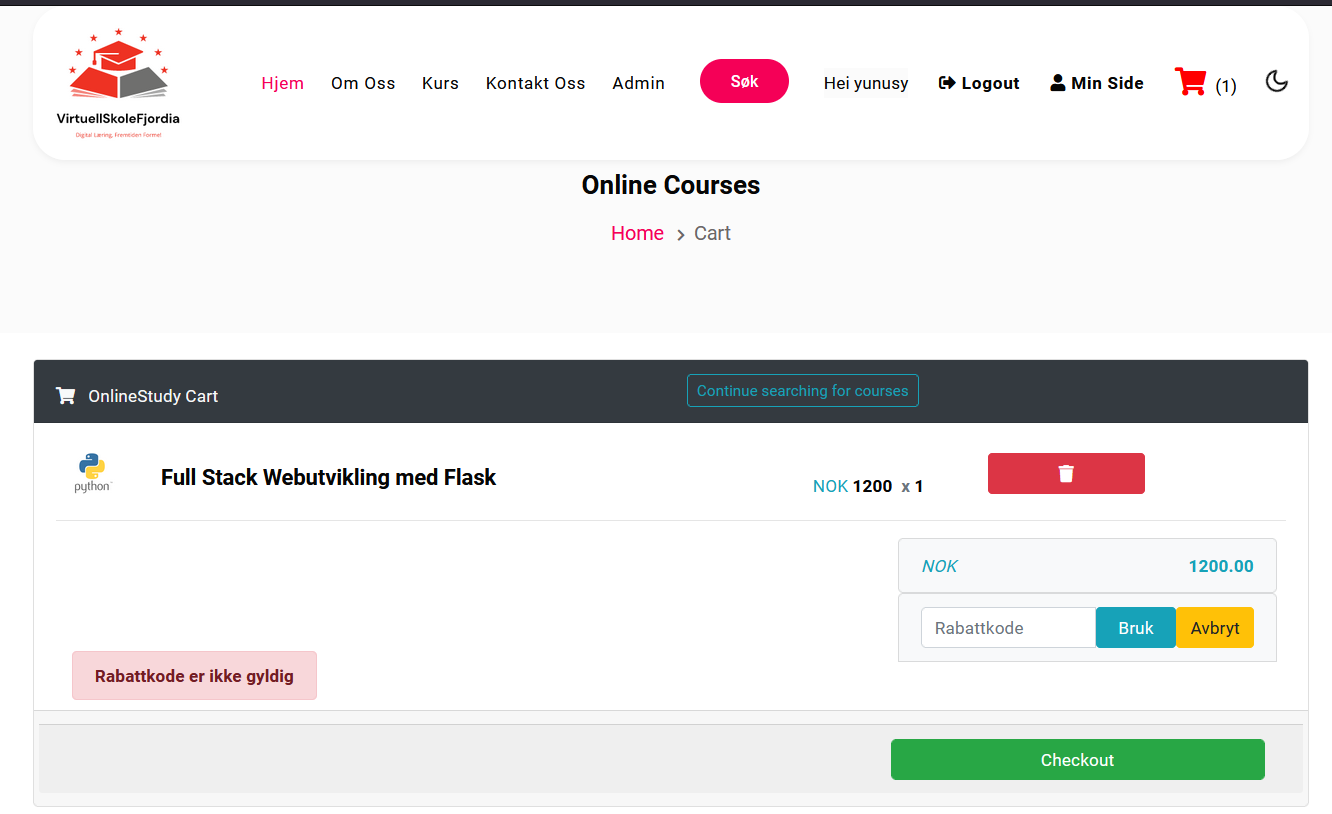 VirtuellSkoleFjordia
Digital Læring, Fremtiden Formet
Hjem Om Oss Kurs Kontakt Oss Admin Søk Hei yunusy Logout Min Side (1)
Online Courses
Home > Cart
OnlineStudy Cart Continue searching for courses
python
Full Stack Webutvikling med Flask NOK 1200 x 1
NOK 1200.00
Rabattkode Bruk Avbryt
Rabattkode er ikke gyldig
Checkout